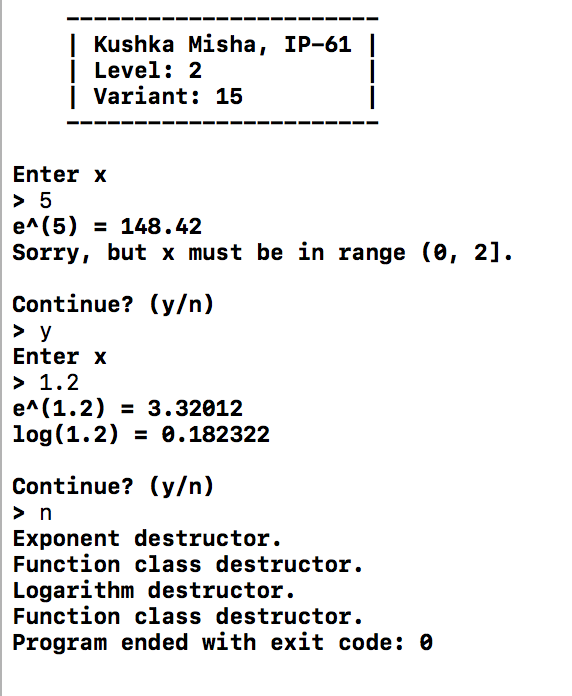 -----------------------
| Kushka Misha, IP-61 |
| Level: 2 |
| Variant: 15 |
-----------------------
Enter x
> 5
e^(5) = 148.42
Sorry, but x must be in range (0, 2].
Continue? (y/n)
> y
Enter x
> 1.2
e^(1.2) = 3.32012
log(1.2) = 0.182322
Continue? (y/n)
> n
Exponent destructor.
Function class destructor.
Logarithm destructor.
Function class destructor.
Program ended with exit code: 0